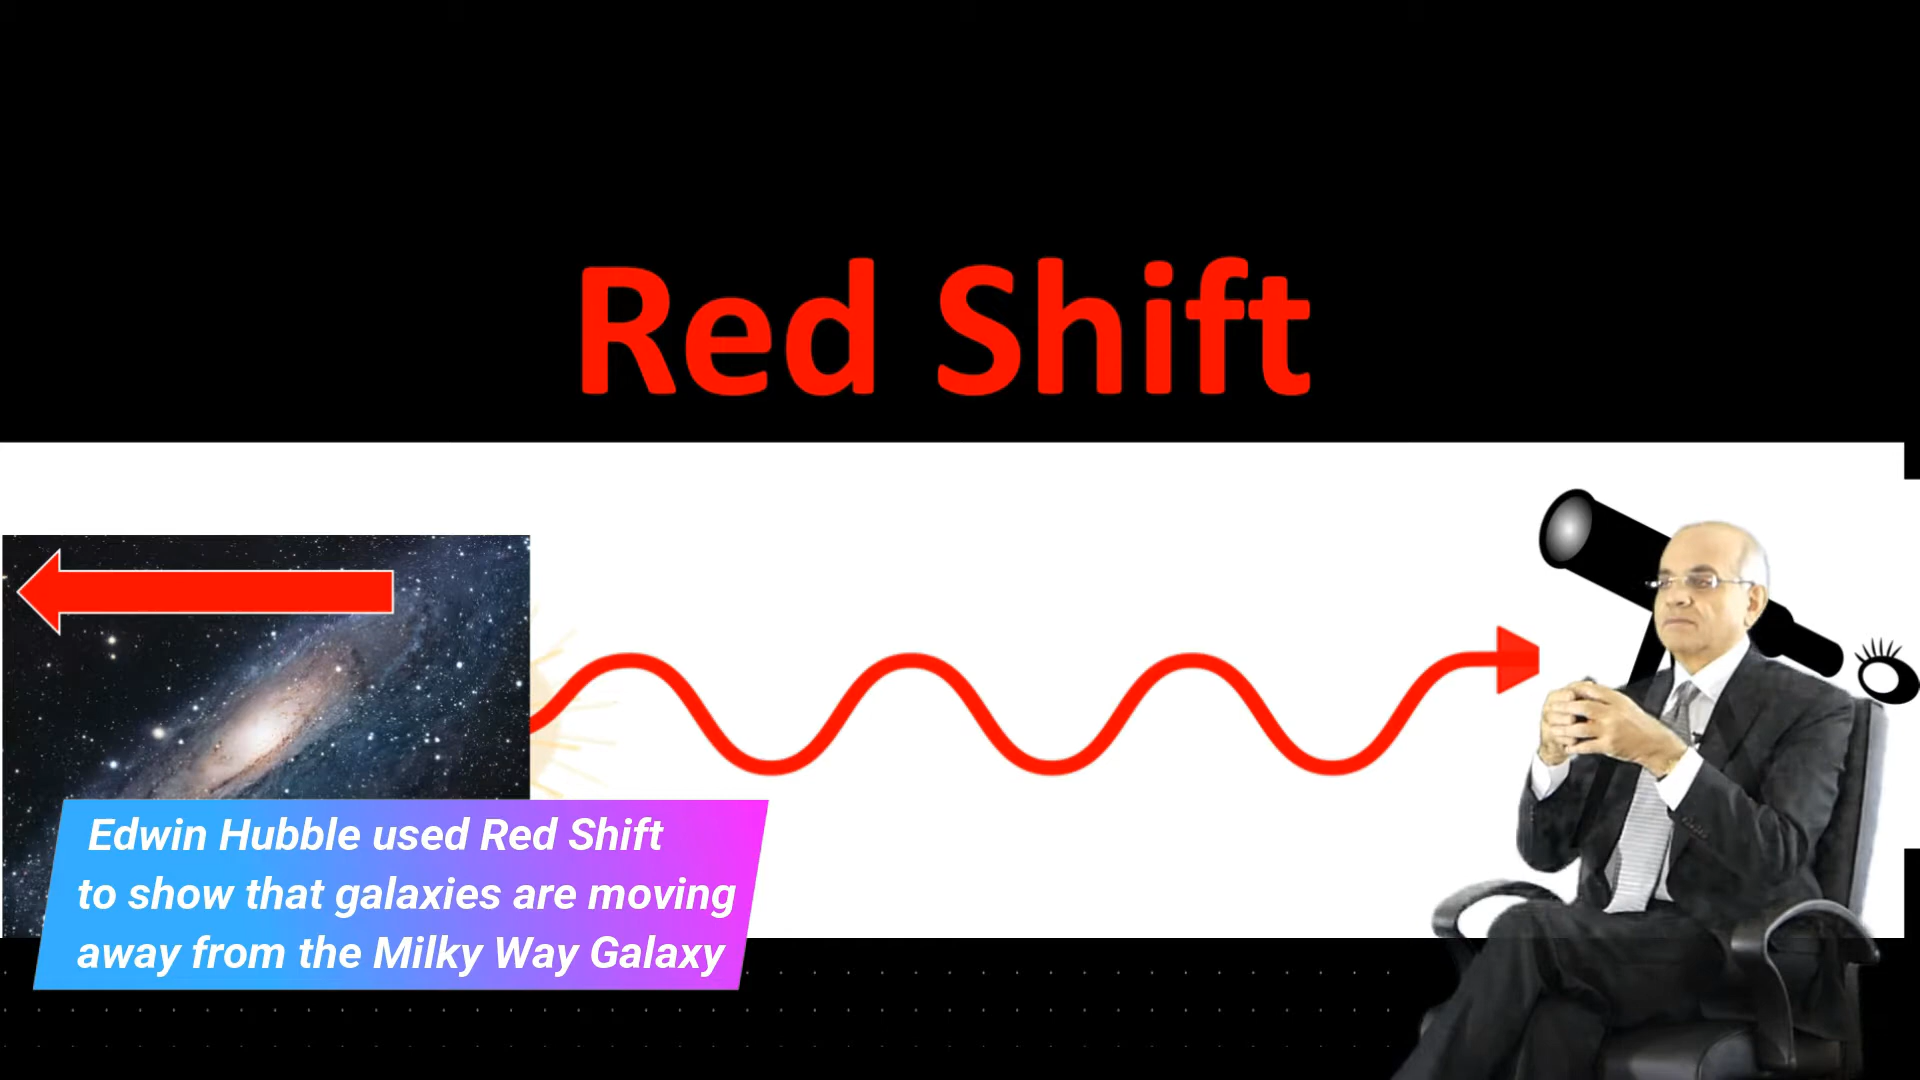 Red Shift
Edwin Hubble used Red Shift
to show that galaxies are moving
away from the Milky Way Galaxy